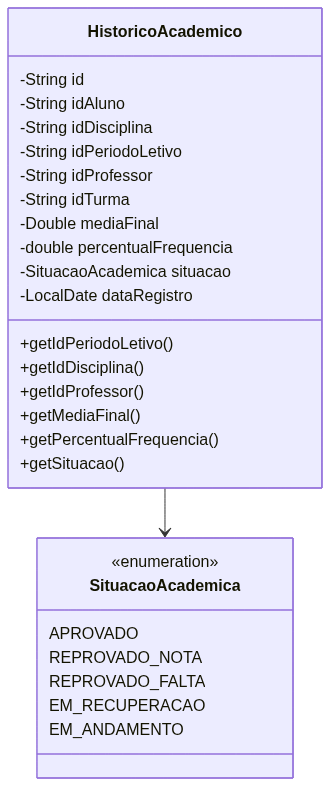 HistoricoAcademico
-String id
-String idAluno
-String idDisciplina
-String idPeriodoLetivo
-String idProfessor
-String idTurma
-Double mediaFinal
-double percentualFrequencia
-SituacaoAcademica situacao
-LocalDate dataRegistro
+getIdPeriodoLetivo()
+getIdDisciplina()
+getIdProfessor()
+getMediaFinal()
+getPercentualFrequencia()
+getSituacao()
«enumeration»
SituacaoAcademica
APROVADO
REPROVADO_NOTA
REPROVADO_FALTA
EM_RECUPERACAO
EM_ANDAMENTO